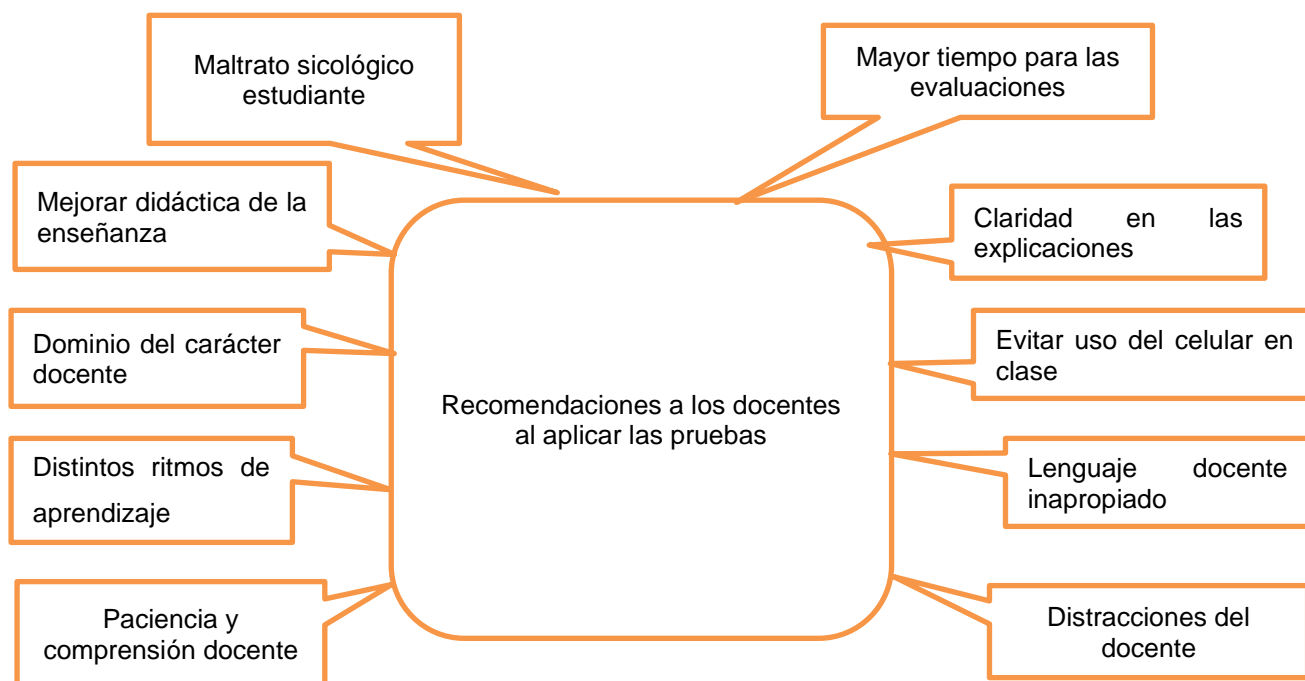 Maltrato sicológico
estudiante
Mayor tiempo para las
evaluaciones
Mejorar didáctica de la
enseñanza
Claridad en las
explicaciones
Dominio del carácter
docente
Evitar uso del celular en
clase
Recomendaciones a los docentes
al aplicar las pruebas
Distintos ritmos de
aprendizaje
Lenguaje docente
inapropiado
Paciencia y
comprensión docente
Distracciones del
docente